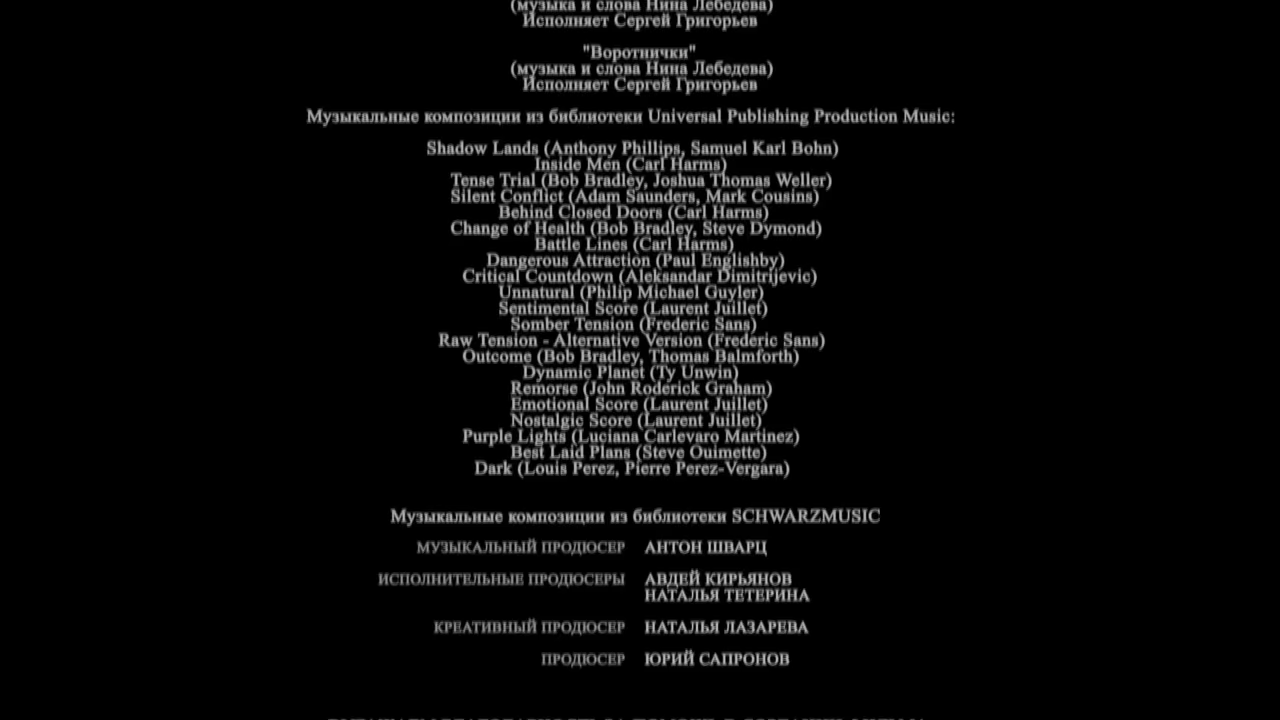 (музыка и слова Нина Лебедева)
Исполняет Сергей Григорьев
"Воротнички"
(музыка и слова Нина Лебедева)
Исполняет Сергей Григорьев
Музыкальные композиции из библиотеки Universal Publishing Production Music:
Shadow Lands (Anthony Phillips, Samuel Karl Bohn)
Inside Men (Carl Harms)
Tense Trial (Bob Bradley, Joshua Thomas Weller)
Silent Conflict (Adam Saunders, Mark Cousins)
Behind Closed Doors (Carl Harms)
Change of Health (Bob Bradley, Steve Dymond)
Battle Lines (Carl Harms)
Dangerous Attraction (Paul Englishby)
Critical Countdown (Aleksandar Dimitrijevic)
Unnatural (Philip Michael Guyler)
Sentimental Score (Laurent Juillet)
Somber Tension (Frederic Sans)
Raw Tension - Alternative Version (Frederic Sans)
Outcome (Bob Bradley, Thomas Balmforth)
Dynamic Planet (Ty Unwin)
Remorse (John Roderick Graham)
Emotional Score (Laurent Juillet)
Nostalgic Score (Laurent Juillet)
Purple Lights (Luciana Carlevaro Martinez)
Best Laid Plans (Steve Ouimette)
Dark (Louis Perez, Pierre Perez-Vergara)
Музыкальные композиции из библиотеки SCHWARZMUSIC
МУЗЫКАЛЬНЫЙ ПРОДЮСЕР АНТОН ШВАРЦ
ИСПОЛНИТЕЛЬНЫЕ ПРОДЮСЕРЫ АВДЕЙ КИРЬЯНОВ
НАТАЛЬЯ ТЕТЕРИНА
КРЕАТИВНЫЙ ПРОДЮСЕР НАТАЛЬЯ ЛАЗАРЕВА
ПРОДЮСЕР ЮРИЙ САПРОНОВ